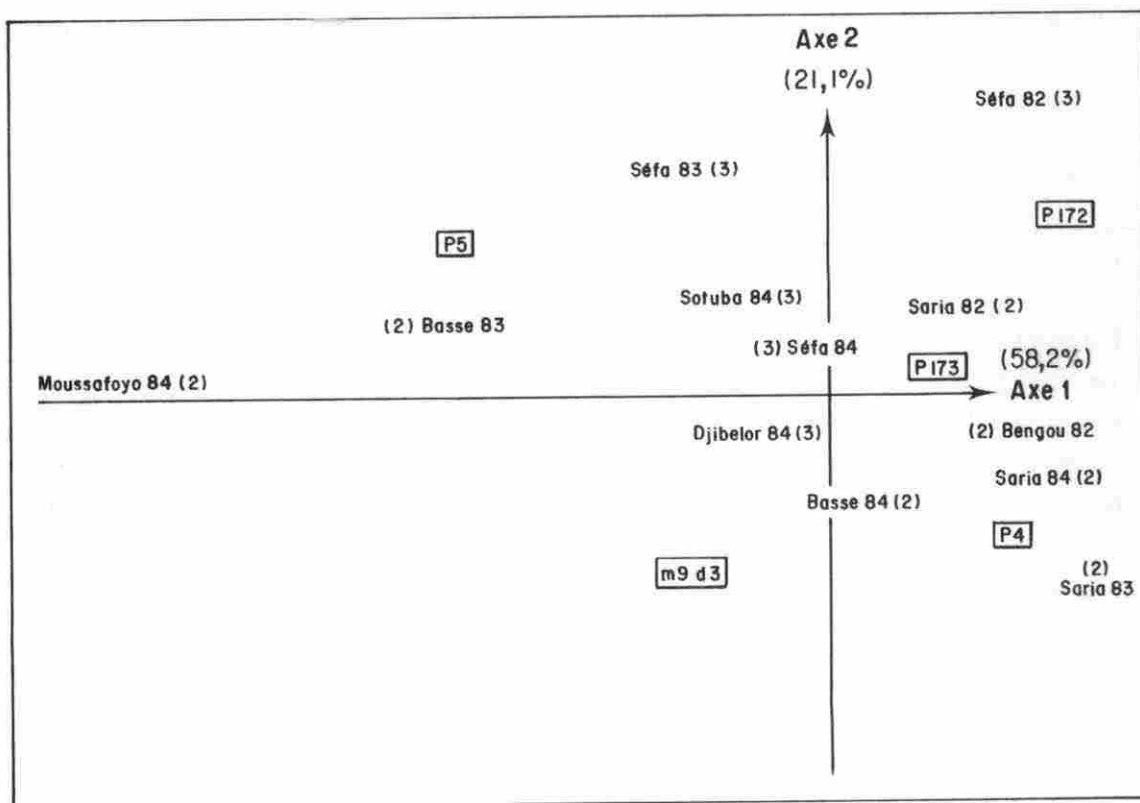 Axe 2
(21,1%)
Séfa 82 (3)
Séfa 83 (3)
P172
P5
Sotuba 84 (3)
Saria 82 (2)
(2) Basse 83
(3) Séfa 84
(58,2%)
P173
Moussafoyo 84 (2)
Axe 1
Djibelor 84 (3)
(2) Bengou 82
Saria 84 (2)
Basse 84 (2)
P4
m9 d3
(2)
Saria 83